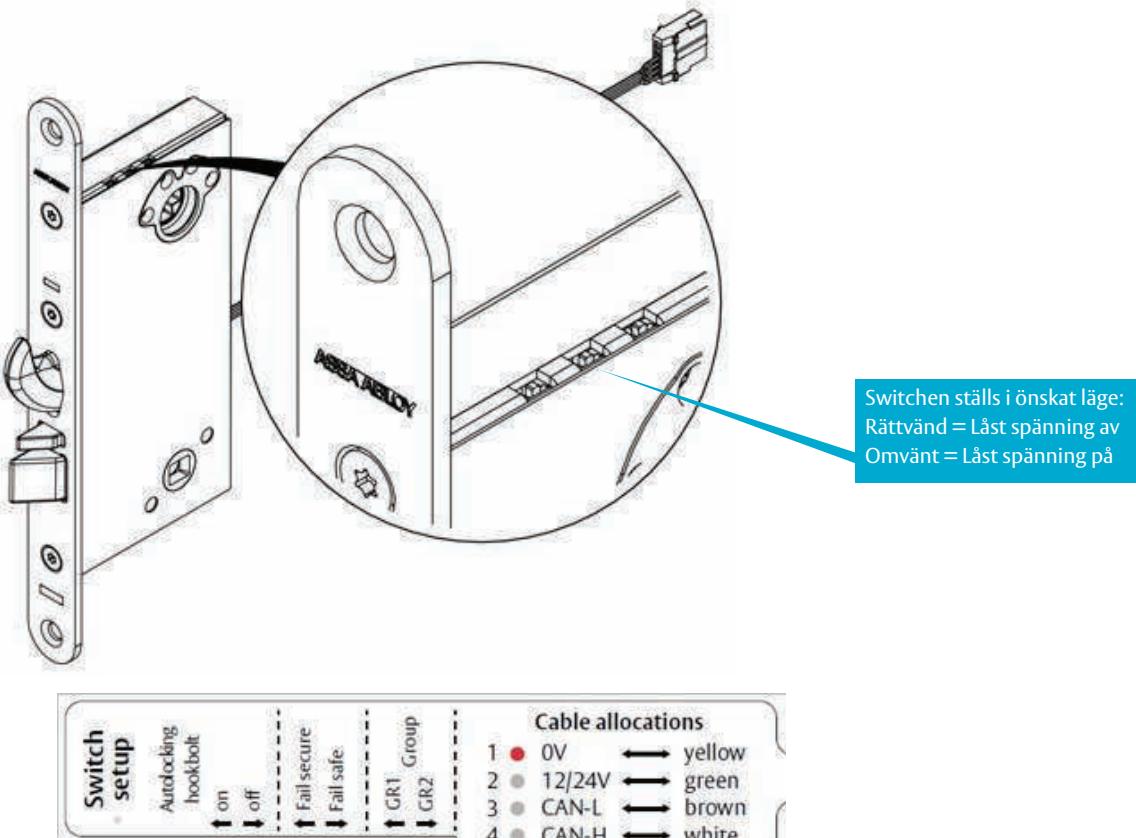 ASSA ABLOY
Switchen ställs i önskat läge:
Rättvänd = Låst spänning av
Omvänt = Låst spänning på
Switch
setup
Autolocking
hookbolt
on
off
Fail secure
Fail safe
Group
GR1
GR2
Cable allocations
1 0V yellow
2 12/24V green
3 CAN-L brown
4 CAN-H white